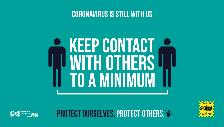 CORONAVIRUS IS STILL WITH US
KEEP CONTACT
WITH OTHERS
TO A MINIMUM
PROTECT OURSELVES. PROTECT OTHERS.